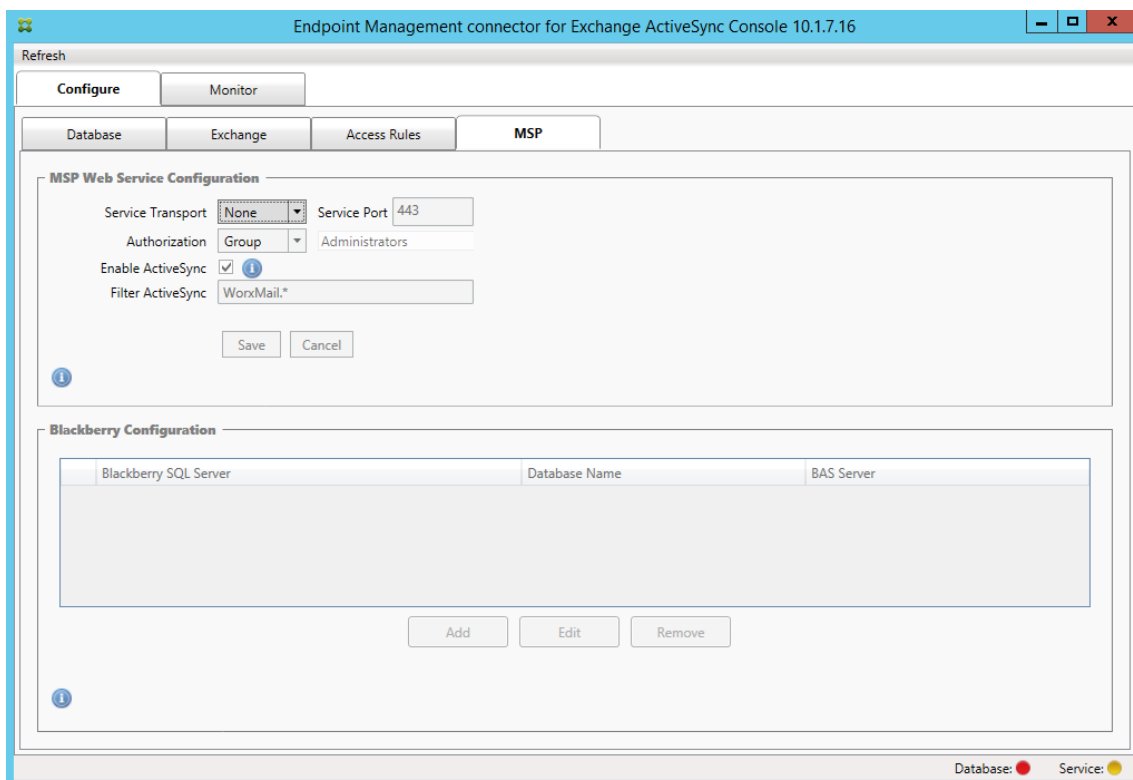 Endpoint Management connector for Exchange ActiveSync Console 10.1.7.16
Refresh
Configure Monitor
Database Exchange Access Rules MSP
MSP Web Service Configuration
Service Transport None Service Port 443
Authorization Group Administrators
Enable ActiveSync
Filter ActiveSync WorxMail.*
Save Cancel
Blackberry Configuration
Blackberry SQL Server Database Name BAS Server
Add Edit Remove
Database: Service: